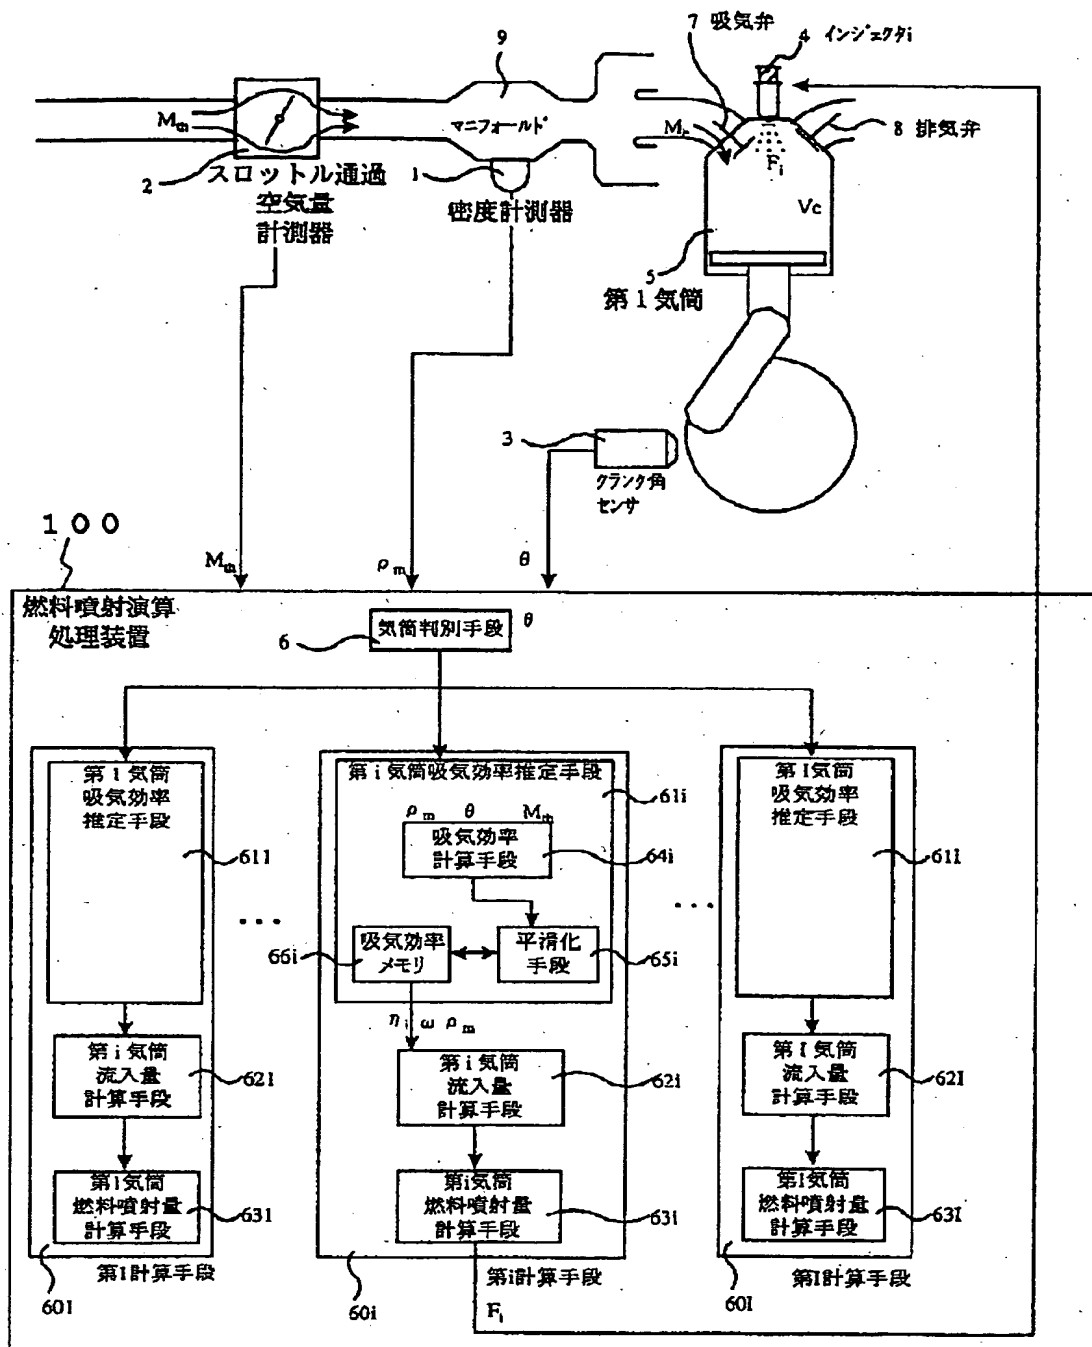 7 吸気弁
4 インジェクタi
9
Mth
マニフォールド
8 排気弁
Fi
Vc
2
スロットル通過
空気量
計測器
1
密度計測器
5
第1気筒
3
クランク角
センサ
100
Mth
ρm
θ
燃料噴射演算
処理装置
6
気筒判別手段
θ
第1気筒
吸気効率
推定手段
611
第i気筒吸気効率推定手段
61i
ρm θ Mth
吸気効率
計算手段
64i
66i
吸気効率
メモリ
平滑化
手段
65i
第I気筒
吸気効率
推定手段
61I
...
...
ηi ω ρm
第i気筒
流入量
計算手段
621
第i気筒
流入量
計算手段
62i
第I気筒
流入量
計算手段
62I
第1気筒
燃料噴射量
計算手段
631
第i気筒
燃料噴射量
計算手段
63i
第I気筒
燃料噴射量
計算手段
63I
601
第1計算手段
60i
第i計算手段
60I
第I計算手段
Fi